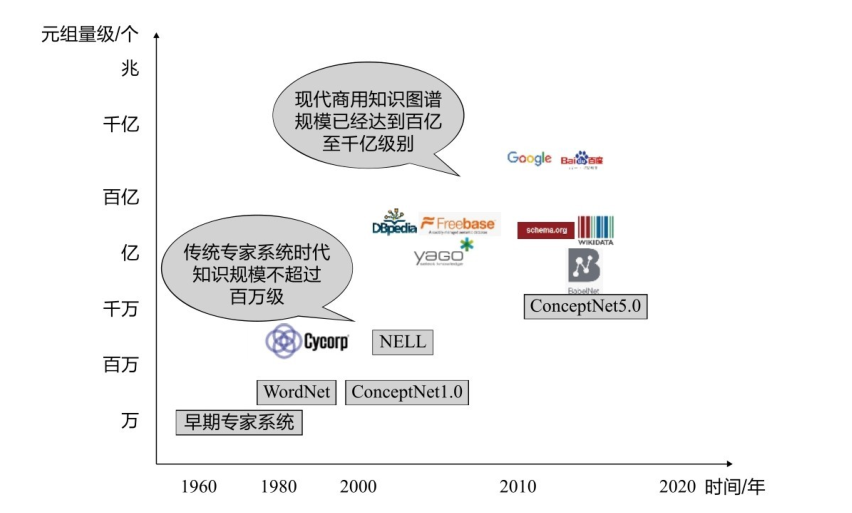 元组量级/个
兆
千亿
百亿
亿
千万
百万
万
现代商用知识图谱
规模已经达到百亿
至千亿级别
Google
Bai百度
DBpedia
Freebase
yago
schema.org
WIKIDATA
BabelNet
传统专家系统时代
知识规模不超过
百万级
ConceptNet5.0
Cycorp
NELL
WordNet
ConceptNet1.0
早期专家系统
1960
1980
2000
2010
2020
时间/年